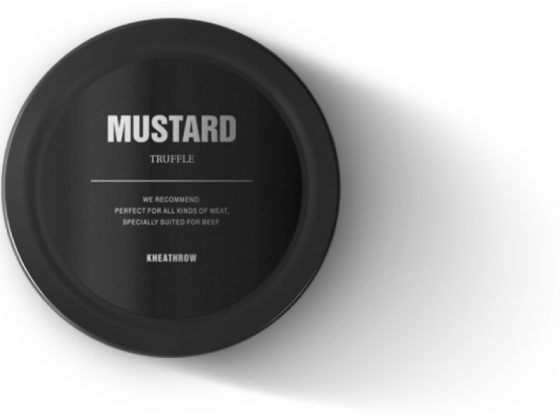 MUSTARD
TRUFFLE
WE RECOMMEND:
PERFECT FOR ALL KINDS OF MEAT,
SPECIALLY SUITED FOR BEEF.
KHEATHROW